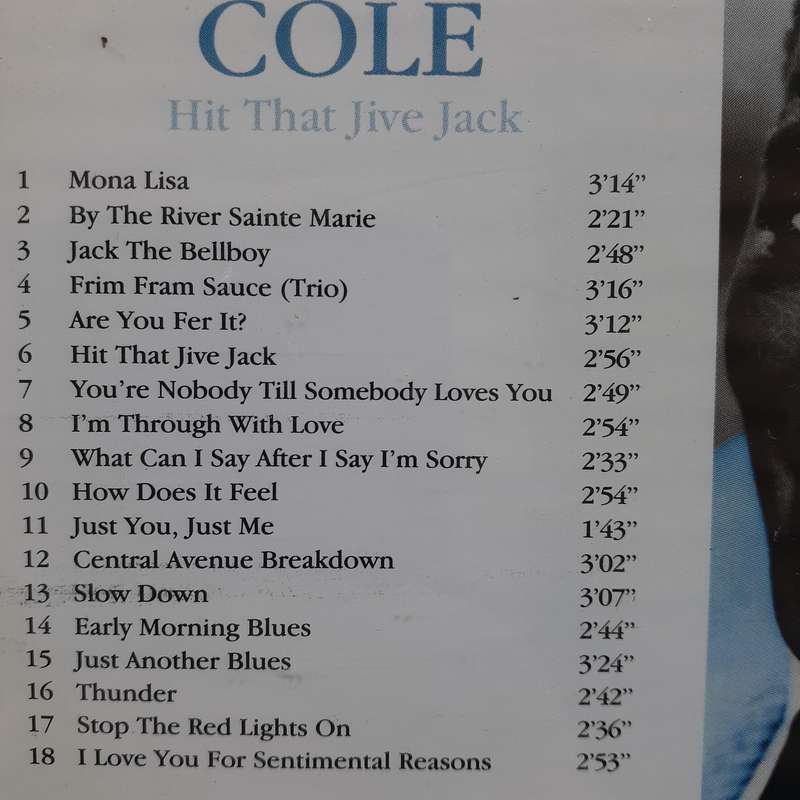 COLE
Hit That Jive Jack
1 Mona Lisa 3’14”
2 By The River Sainte Marie 2’21”
3 Jack The Bellboy 2’48”
4 Frim Fram Sauce (Trio) 3’16”
5 Are You Fer It? 3’12”
6 Hit That Jive Jack 2’56”
7 You’re Nobody Till Somebody Loves You 2’49”
8 I’m Through With Love 2’54”
9 What Can I Say After I Say I’m Sorry 2’33”
10 How Does It Feel 2’54”
11 Just You, Just Me 1’43”
12 Central Avenue Breakdown 3’02”
13 Slow Down 3’07”
14 Early Morning Blues 2’44”
15 Just Another Blues 3’24”
16 Thunder 2’42”
17 Stop The Red Lights On 2’36”
18 I Love You For Sentimental Reasons 2’53”